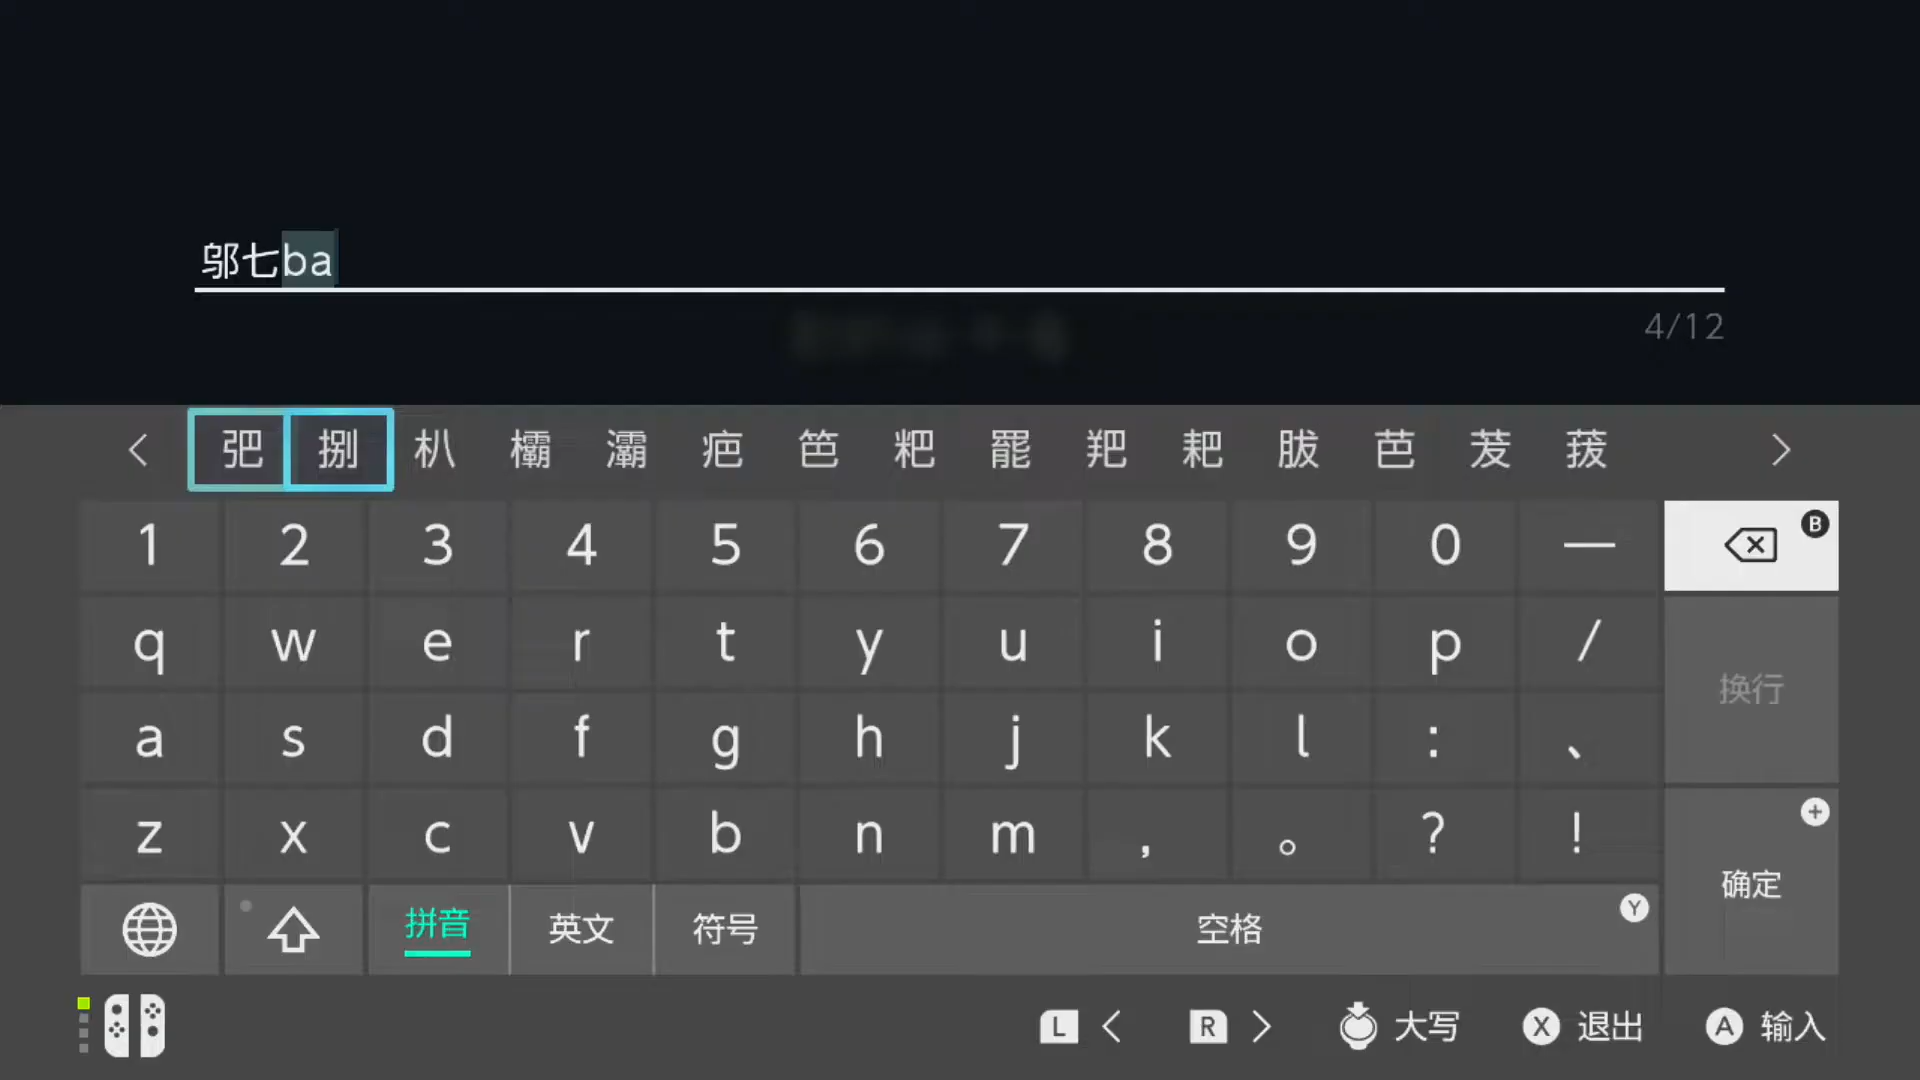 邬七ba
4/12
弝 捌 朳 欛 灞 疤 笆 粑 罷 羓 耙 胈 芭 茇 菝
1 2 3 4 5 6 7 8 9 0 — B
q w e r t y u i o p /
换行
a s d f g h j k l : 、
z x c v b n m , 。 ? !
确定
拼音 英文 符号 空格 Y
L R 大写 X 退出 A 输入